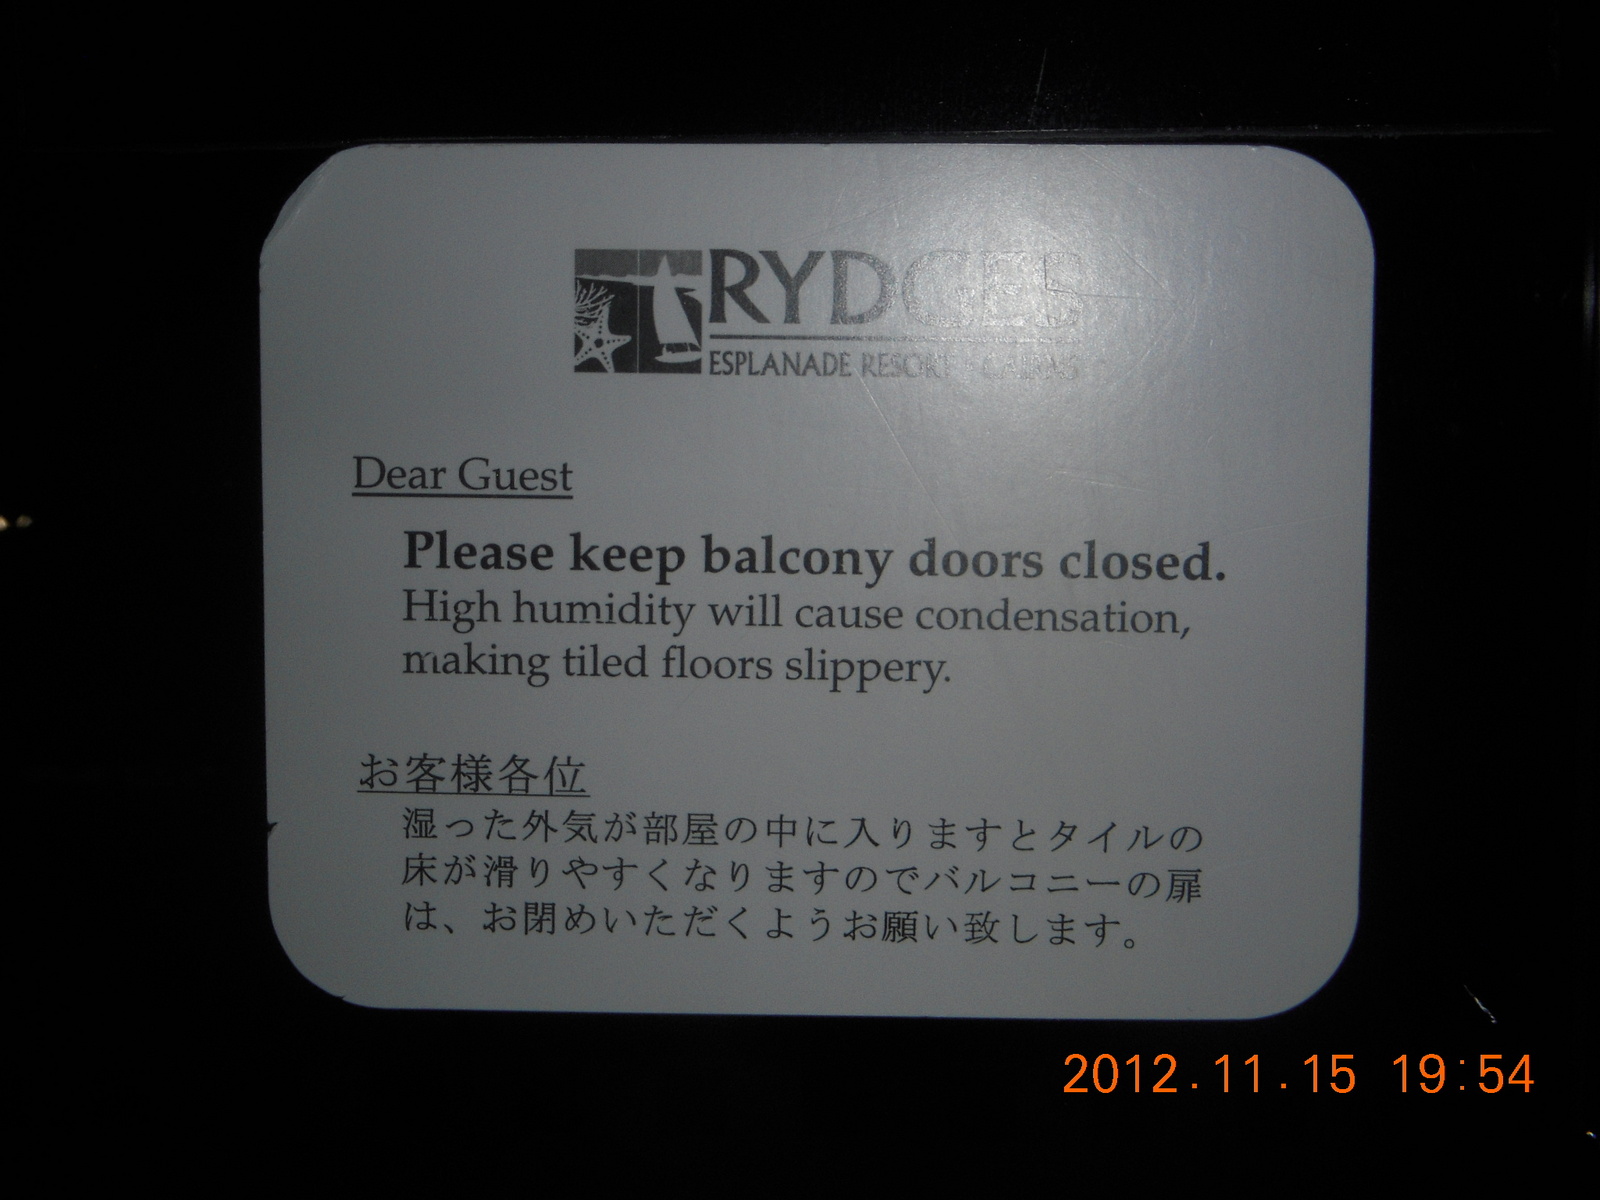 RYDGES
ESPLANADE RESORT - CAIRNS
Dear Guest
Please keep balcony doors closed.
High humidity will cause condensation,
making tiled floors slippery.
お客様各位
湿った外気が部屋の中に入りますとタイルの
床が滑りやすくなりますのでバルコニーの扉
は、お閉めいただくようお願い致します。
2012.11.15 19:54